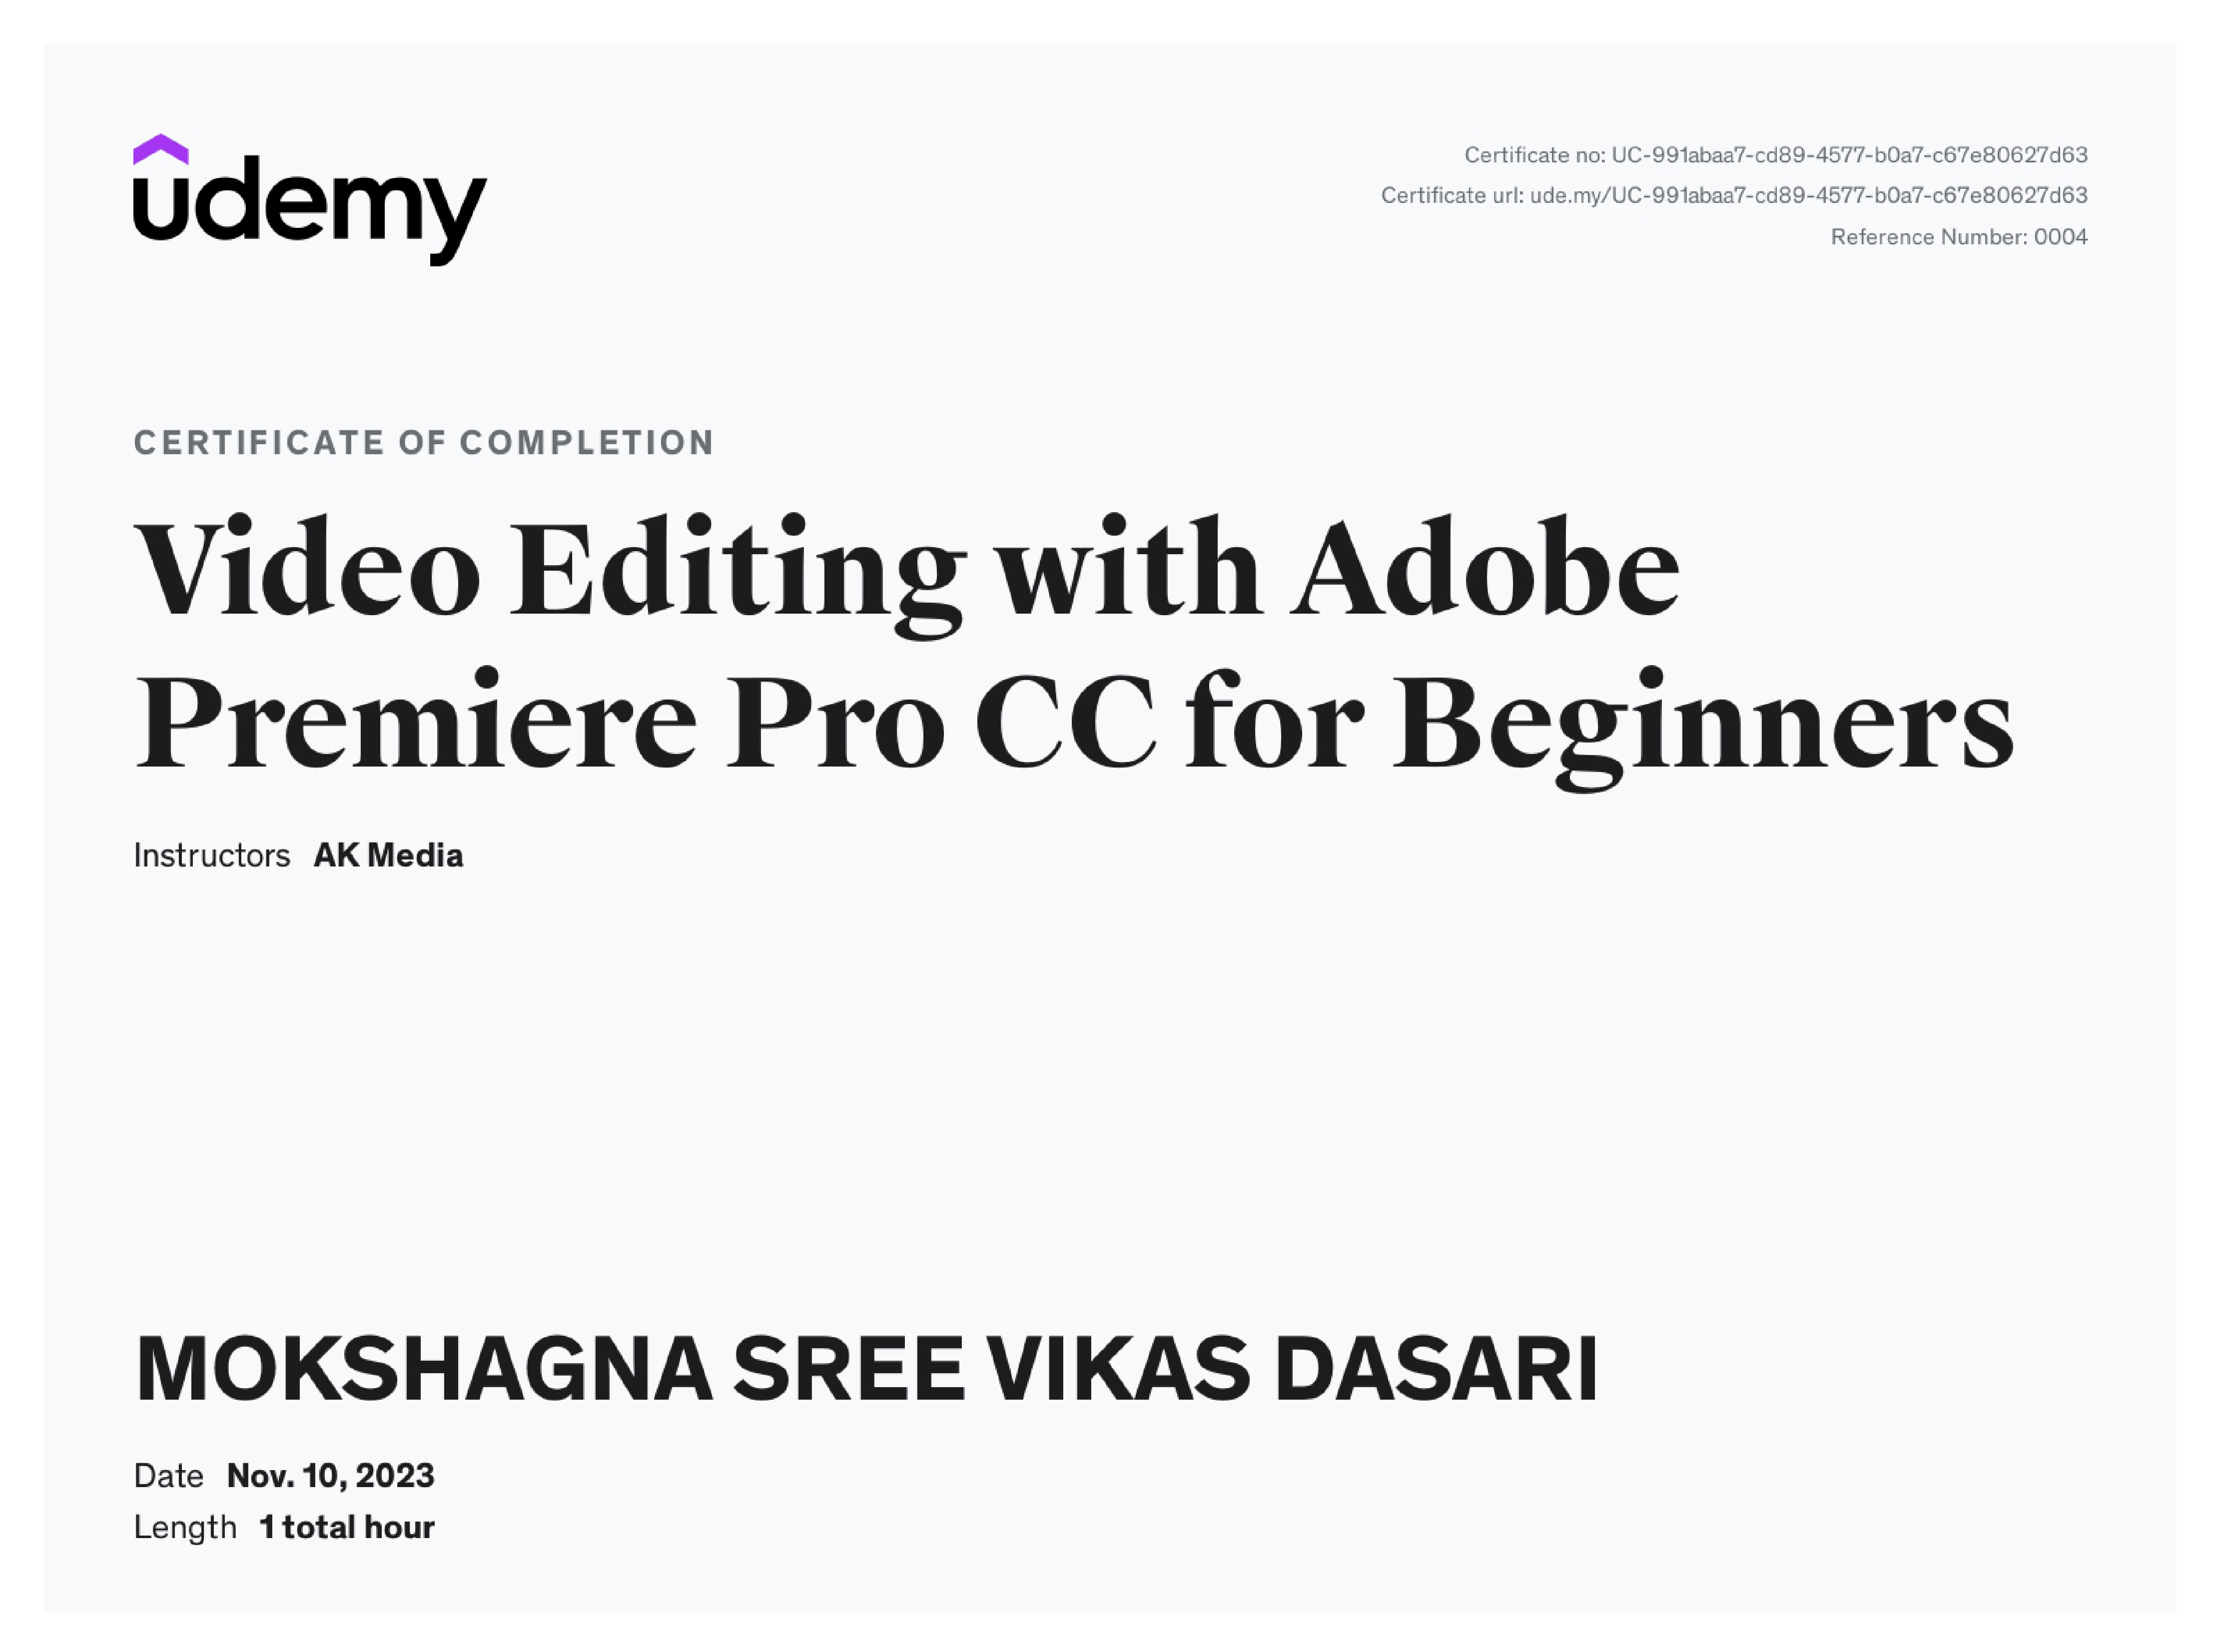 udemy
Certificate no: UC-991abaa7-cd89-4577-b0a7-c67e80627d63
Certificate url: ude.my/UC-991abaa7-cd89-4577-b0a7-c67e80627d63
Reference Number: 0004
CERTIFICATE OF COMPLETION
Video Editing with Adobe
Premiere Pro CC for Beginners
Instructors AK Media
MOKSHAGNA SREE VIKAS DASARI
Date Nov. 10, 2023
Length 1 total hour